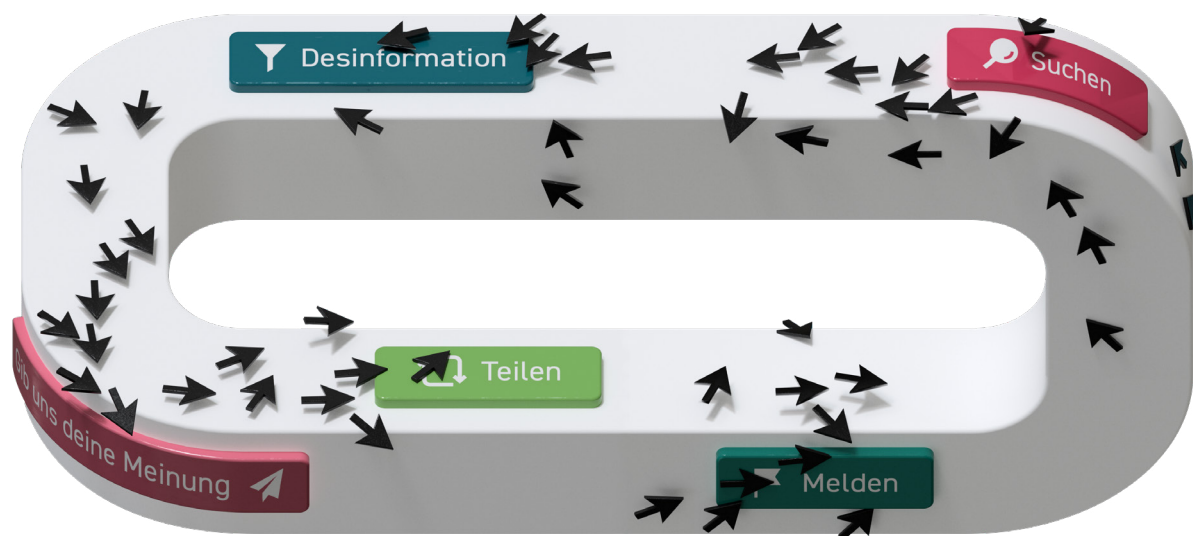 Desinformation
Suchen
Gib uns deine Meinung
Teilen
Melden